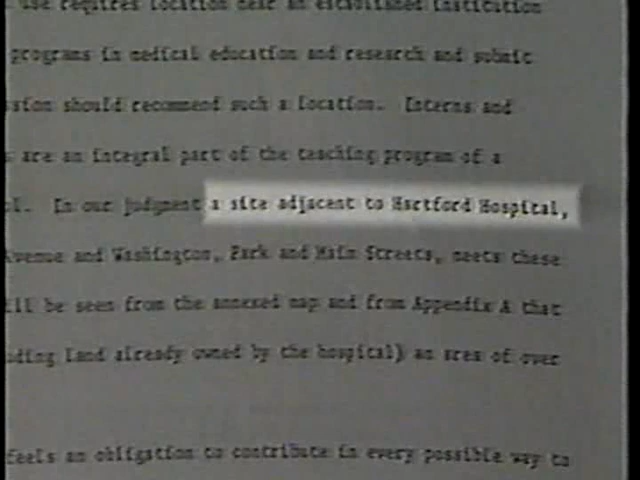 use requires location near an established institution
programs in medical education and research and submit
ssion should recommend such a location. Interns and
are an integral part of the teaching program of a
ol. In our judgment a site adjacent to Hartford Hospital,
Avenue and Washington, Park and Main Streets, meets these
ill be seen from the annexed map and from Appendix A that
uding land already owned by the hospital) an area of over
feels an obligation to contribute in every possible way to